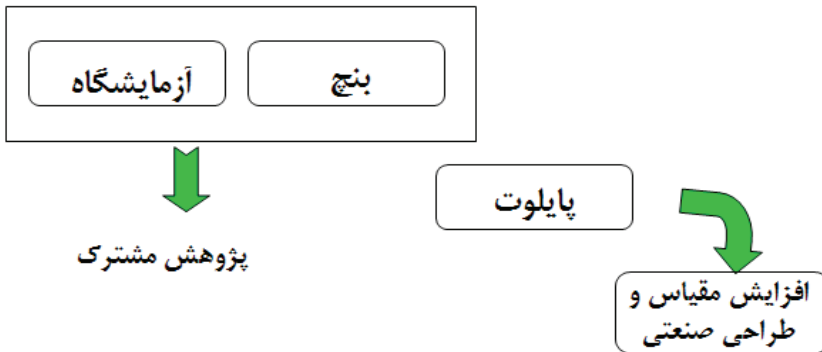 بنچ
آزمایشگاه
پایلوت
پژوهش مشترک
افزایش مقیاس و
طراحی صنعتی